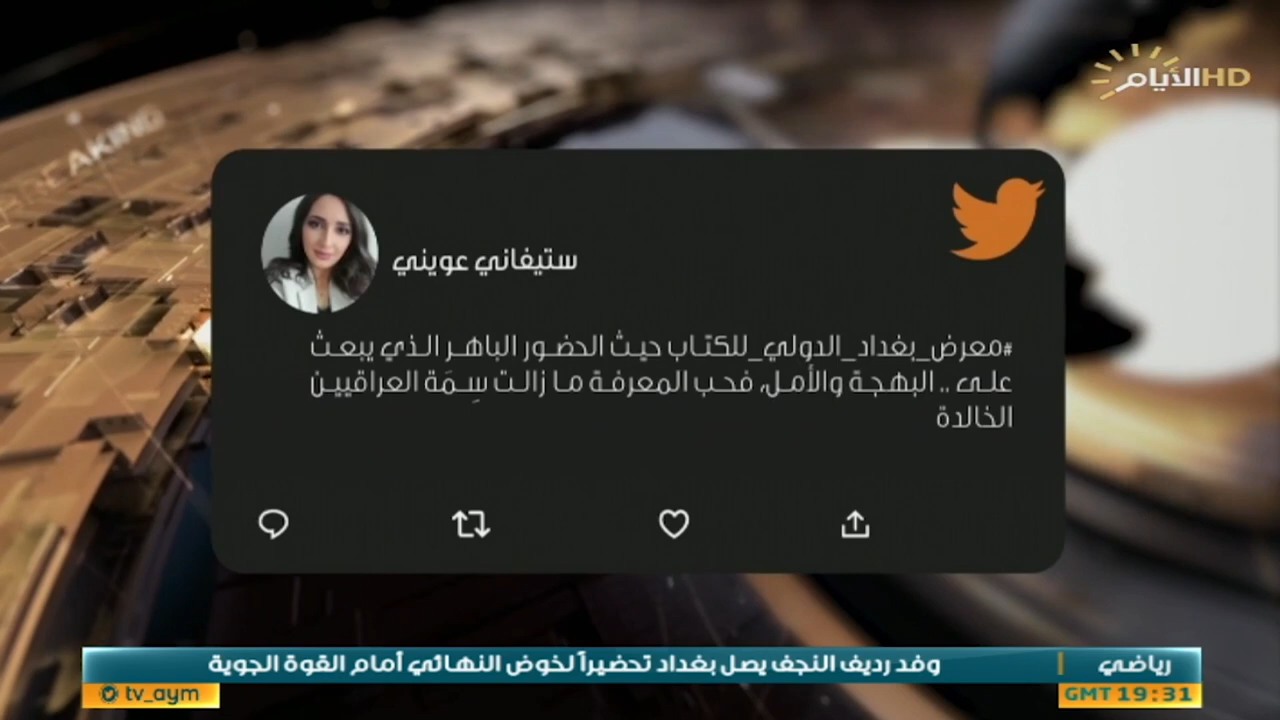 الأيام HD
AKING
ستيفاني عويني
#معرض_بغداد_الدولي_للكتاب حيث الحضور الباهر الذي يبعث
على .. البهجة والأمل، فحب المعرفة ما زالت سِمَة العراقيين
الخالدة
رياضي
وفد رديف النجف يصل بغداد تحضيراً لخوض النهائي أمام القوة الجوية
GMT 19:31
tv_aym